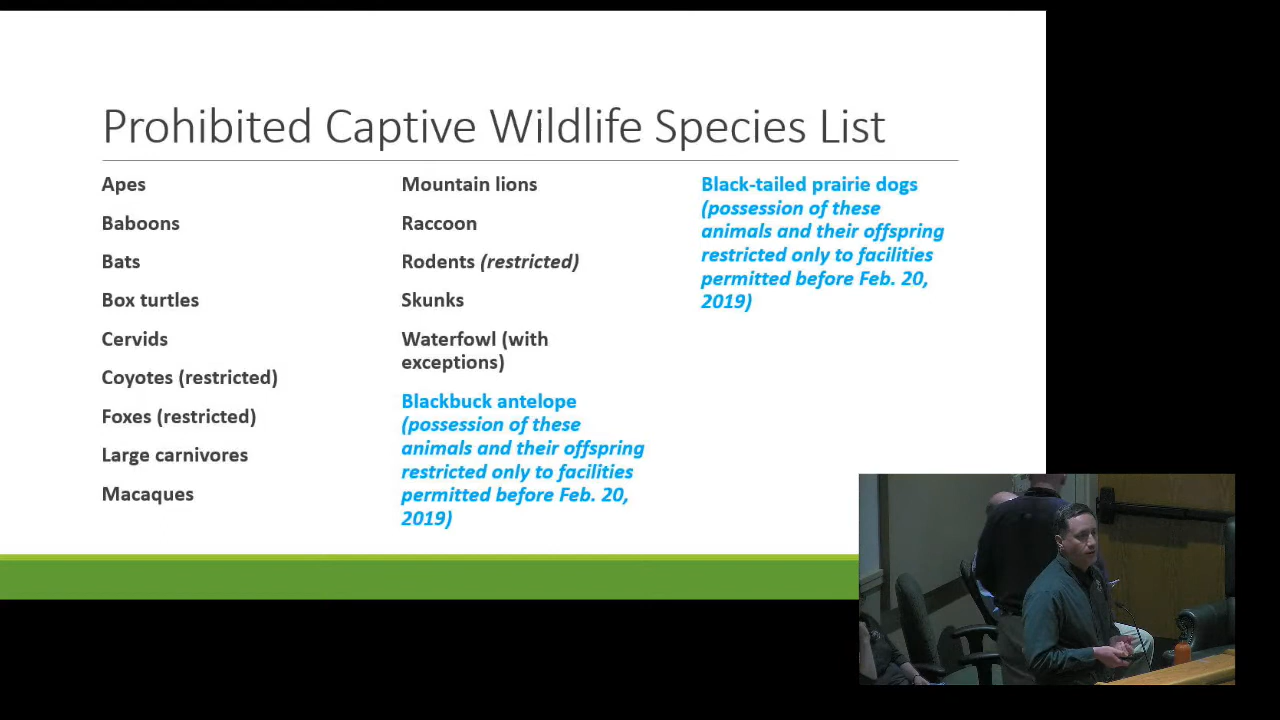 Prohibited Captive Wildlife Species List
Apes
Baboons
Bats
Box turtles
Cervids
Coyotes (restricted)
Foxes (restricted)
Large carnivores
Macaques
Mountain lions
Raccoon
Rodents (restricted)
Skunks
Waterfowl (with
exceptions)
Blackbuck antelope
(possession of these
animals and their offspring
restricted only to facilities
permitted before Feb. 20,
2019)
Black-tailed prairie dogs
(possession of these
animals and their offspring
restricted only to facilities
permitted before Feb. 20,
2019)